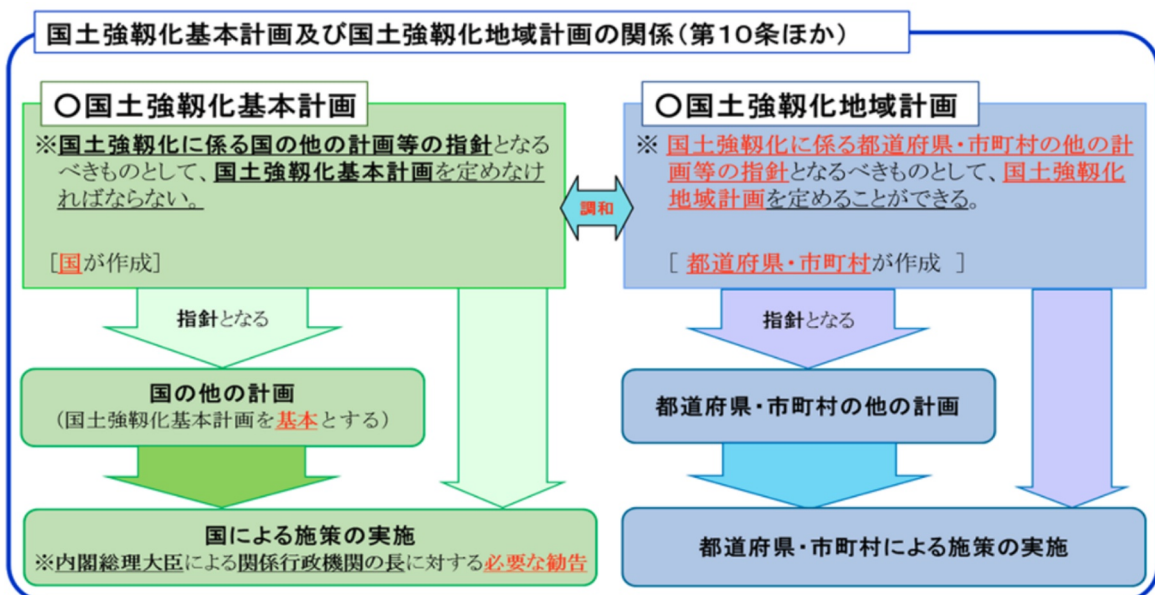 国土強靱化基本計画及び国土強靱化地域計画の関係(第10条ほか)
〇国土強靱化基本計画
※国土強靱化に係る国の他の計画等の指針となる
べきものとして、国土強靱化基本計画を定めなけ
ればならない。
[国が作成]
調和
〇国土強靱化地域計画
※ 国土強靱化に係る都道府県・市町村の他の計
画等の指針となるべきものとして、国土強靱化
地域計画を定めることができる。
[ 都道府県・市町村が作成 ]
指針となる
国の他の計画
(国土強靱化基本計画を基本とする)
国による施策の実施
※内閣総理大臣による関係行政機関の長に対する必要な勧告
指針となる
都道府県・市町村の他の計画
都道府県・市町村による施策の実施